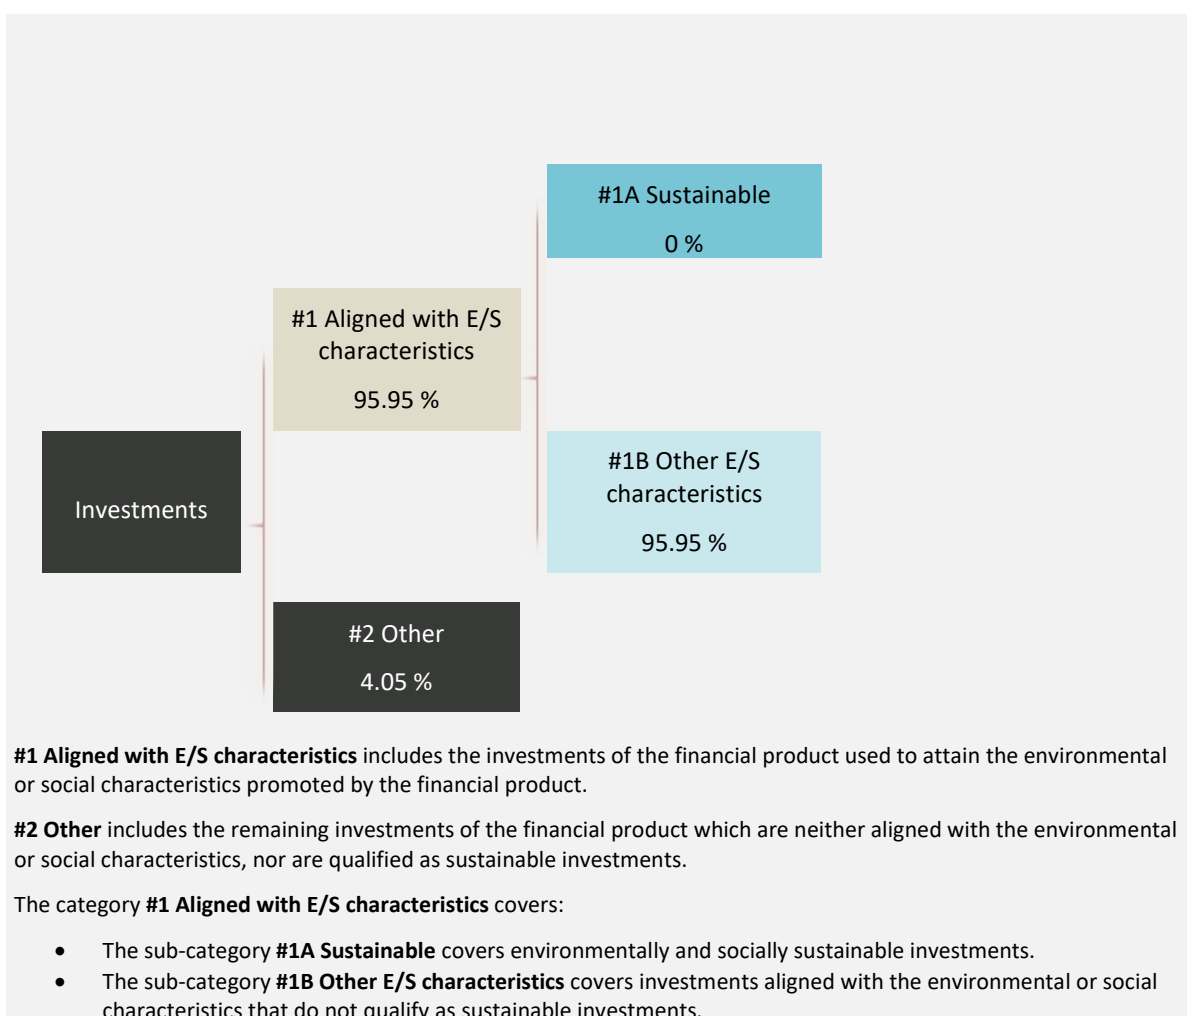 #1A Sustainable
0 %
#1 Aligned with E/S
characteristics
95.95 %
#1B Other E/S
characteristics
95.95 %
Investments
#2 Other
4.05 %
#1 Aligned with E/S characteristics includes the investments of the financial product used to attain the environmental
or social characteristics promoted by the financial product.
#2 Other includes the remaining investments of the financial product which are neither aligned with the environmental
or social characteristics, nor are qualified as sustainable investments.
The category #1 Aligned with E/S characteristics covers:
• The sub-category #1A Sustainable covers environmentally and socially sustainable investments.
• The sub-category #1B Other E/S characteristics covers investments aligned with the environmental or social
characteristics that do not qualify as sustainable investments.